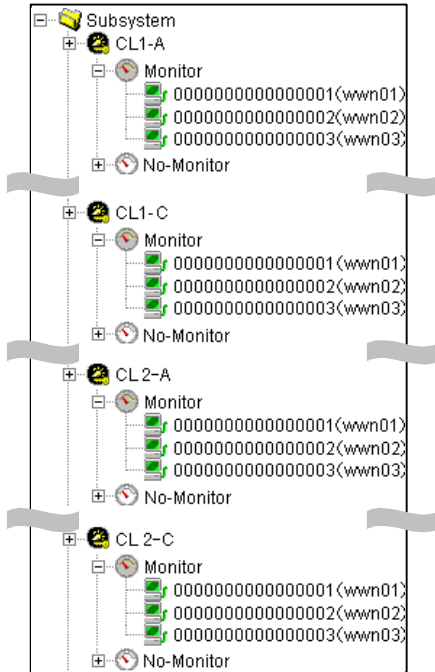 Subsystem
CL1-A
Monitor
0000000000000001(wwn01)
0000000000000002(wwn02)
0000000000000003(wwn03)
No-Monitor
CL1-C
Monitor
0000000000000001(wwn01)
0000000000000002(wwn02)
0000000000000003(wwn03)
No-Monitor
CL2-A
Monitor
0000000000000001(wwn01)
0000000000000002(wwn02)
0000000000000003(wwn03)
No-Monitor
CL2-C
Monitor
0000000000000001(wwn01)
0000000000000002(wwn02)
0000000000000003(wwn03)
No-Monitor